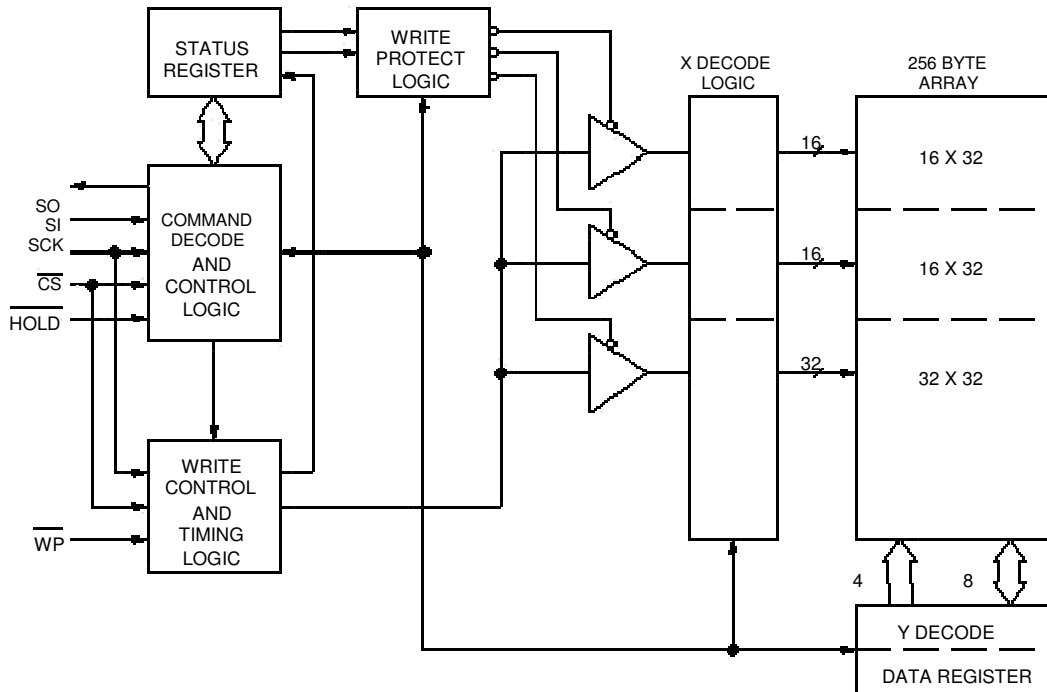 STATUS
REGISTER
WRITE
PROTECT
LOGIC
X DECODE
LOGIC
256 BYTE
ARRAY
SO
SI
SCK
CS
HOLD
COMMAND
DECODE
AND
CONTROL
LOGIC
16
16 X 32
16
16 X 32
32
32 X 32
WRITE
CONTROL
AND
TIMING
LOGIC
WP
4
8
Y DECODE
DATA REGISTER